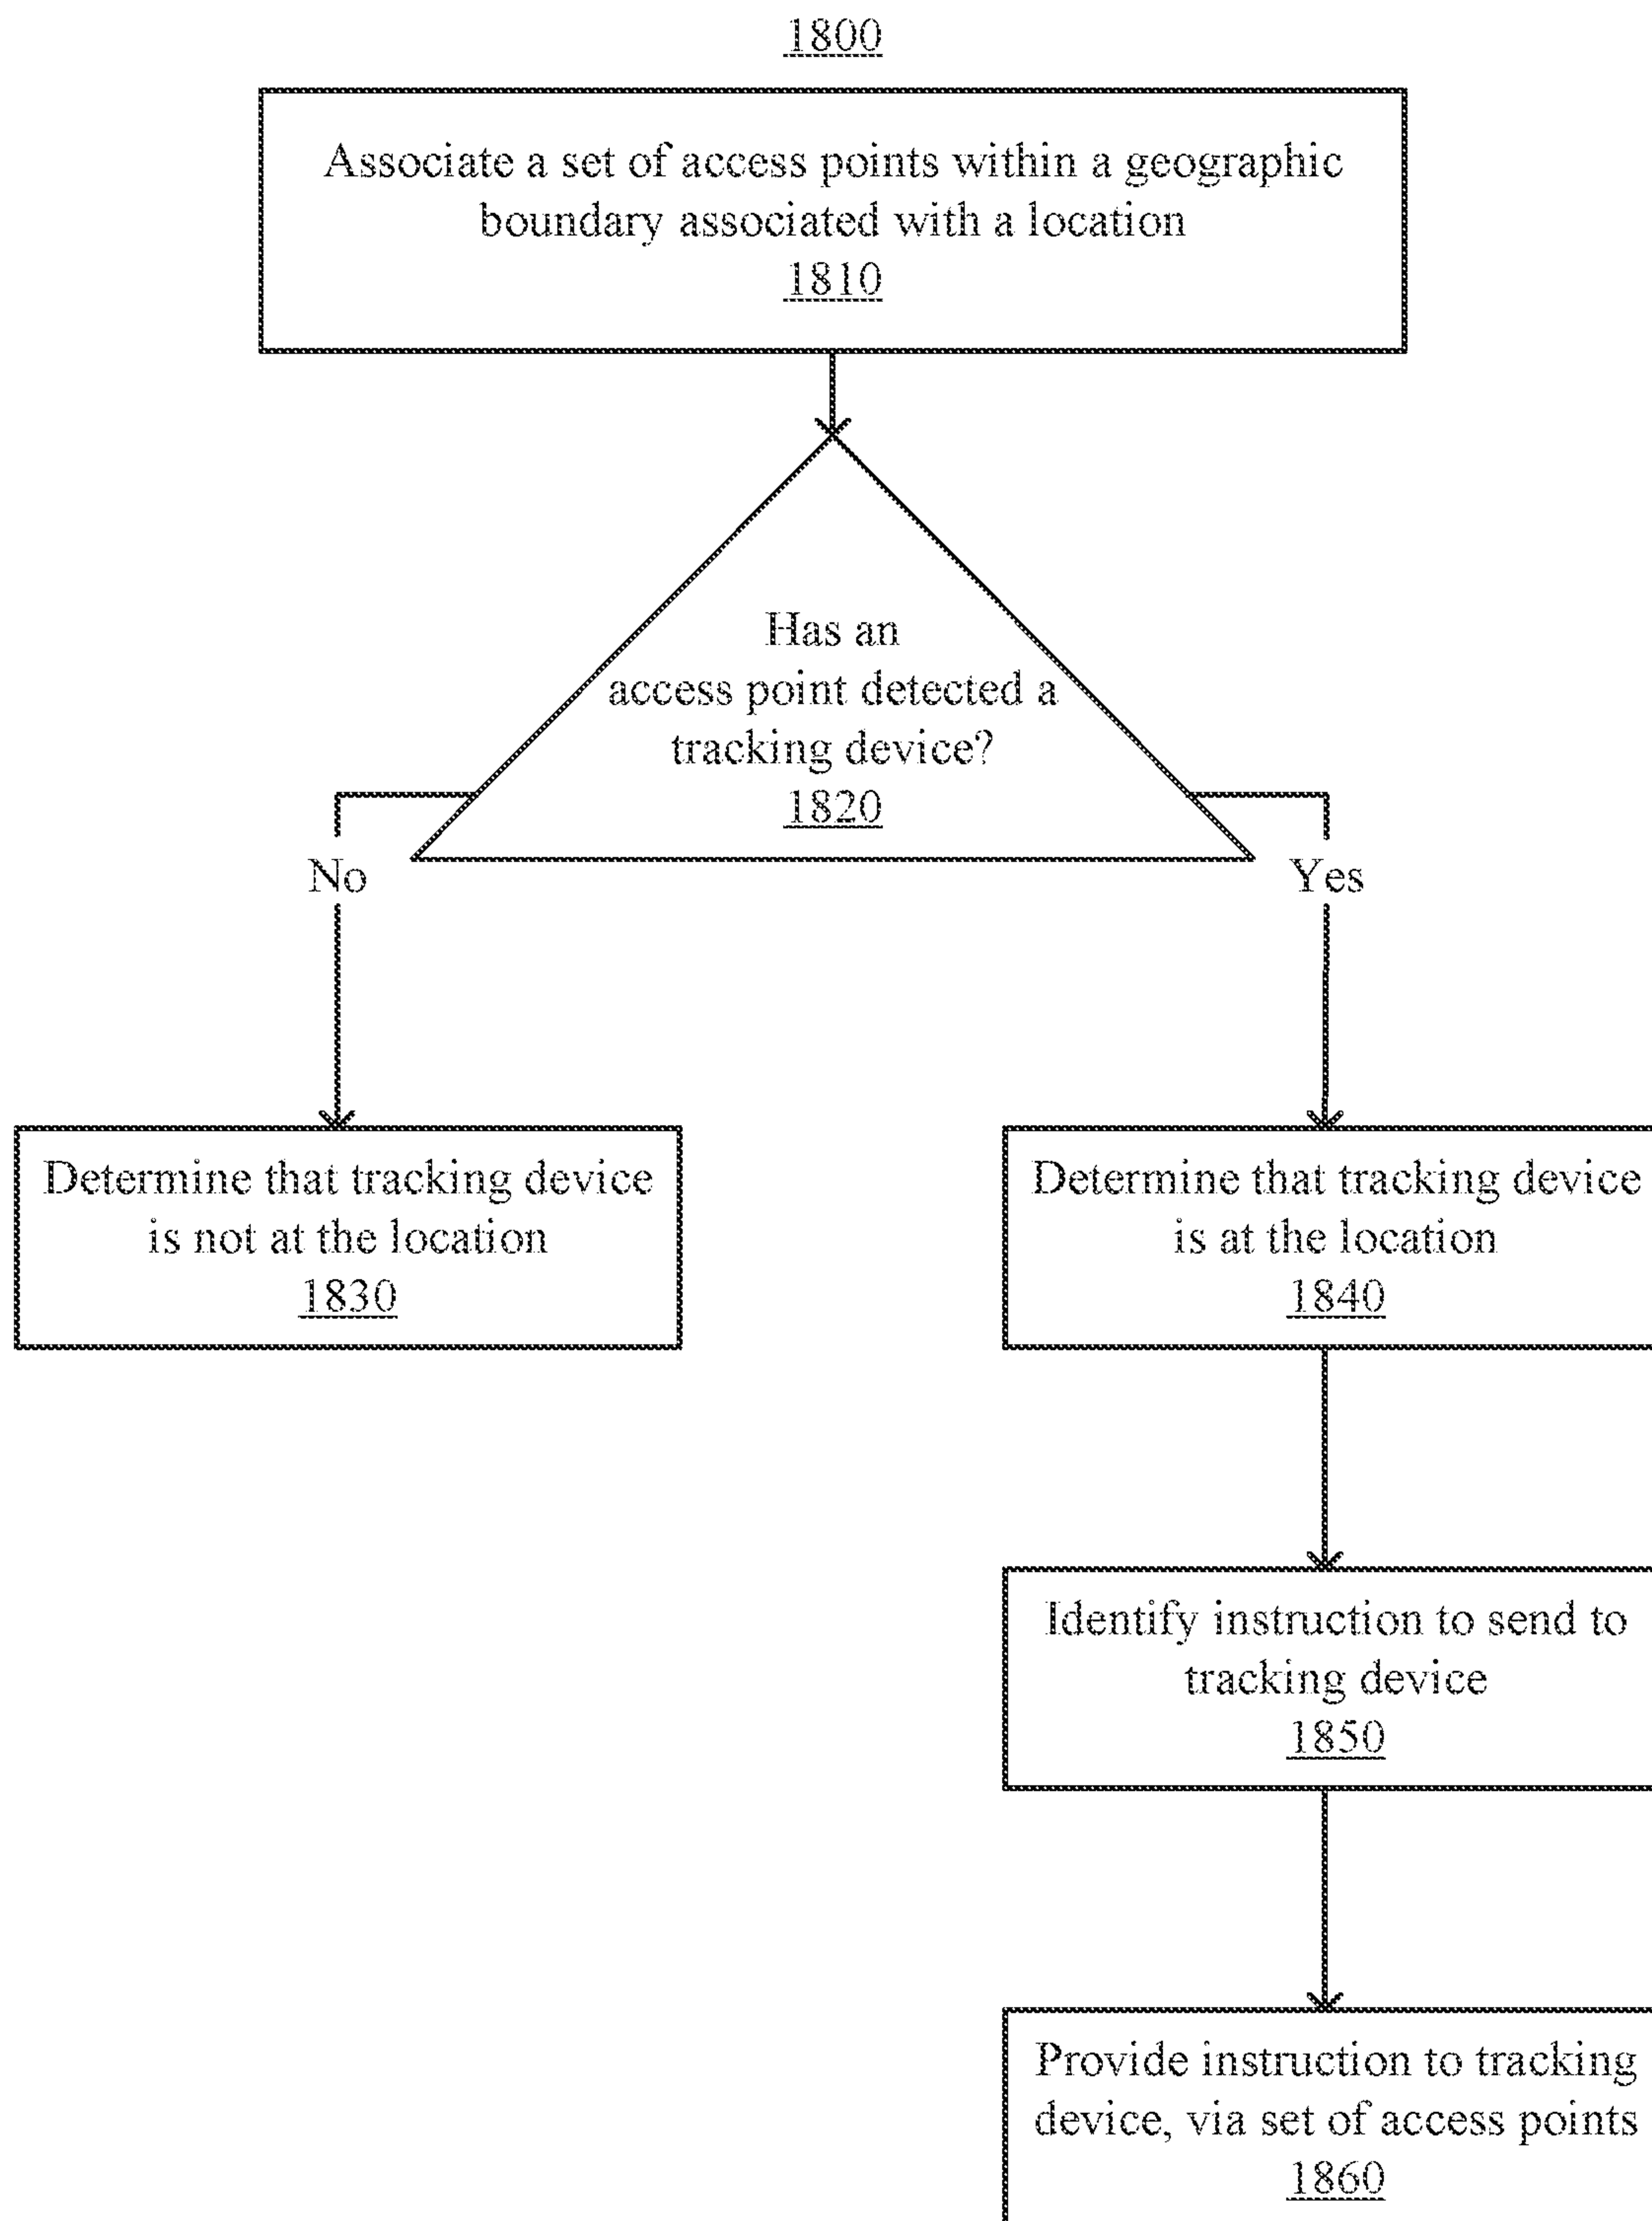 1800
Associate a set of access points within a geographic
boundary associated with a location
1810
Has an
access point detected a
tracking device?
1820
No
Yes
Determine that tracking device
is not at the location
1830
Determine that tracking device
is at the location
1840
Identify instruction to send to
tracking device
1850
Provide instruction to tracking
device, via set of access points
1860